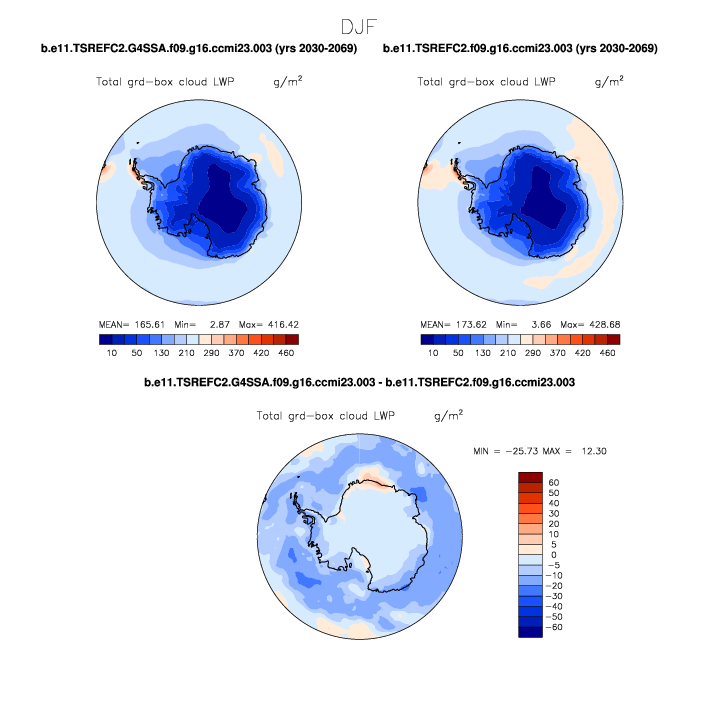 DJF
b.e11.TSREFC2.G4SSA.f09.g16.ccmi23.003 (yrs 2030-2069) b.e11.TSREFC2.f09.g16.ccmi23.003 (yrs 2030-2069)
Total grd-box cloud LWP g/m² Total grd-box cloud LWP g/m²
MEAN= 165.61 Min= 2.87 Max= 416.42 MEAN= 173.62 Min= 3.66 Max= 428.68
10 50 130 210 290 370 420 460 10 50 130 210 290 370 420 460
b.e11.TSREFC2.G4SSA.f09.g16.ccmi23.003 - b.e11.TSREFC2.f09.g16.ccmi23.003
Total grd-box cloud LWP g/m²
MIN = -25.73 MAX = 12.30
60
50
40
30
20
10
5
0
-5
-10
-20
-30
-40
-50
-60